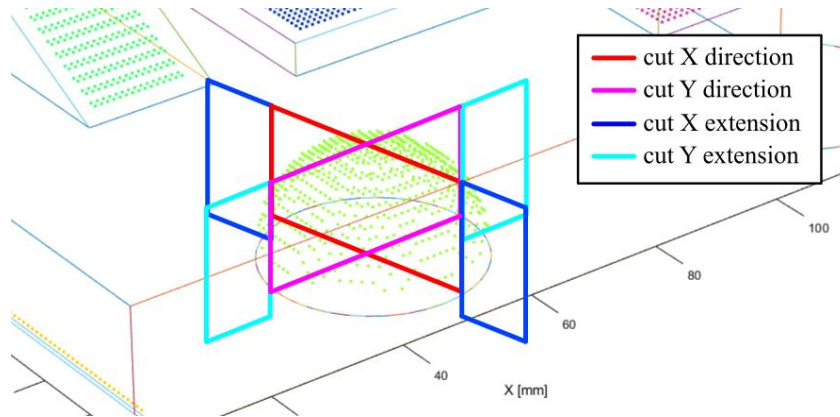 cut X direction
cut Y direction
cut X extension
cut Y extension
100
80
60
40
X [mm]